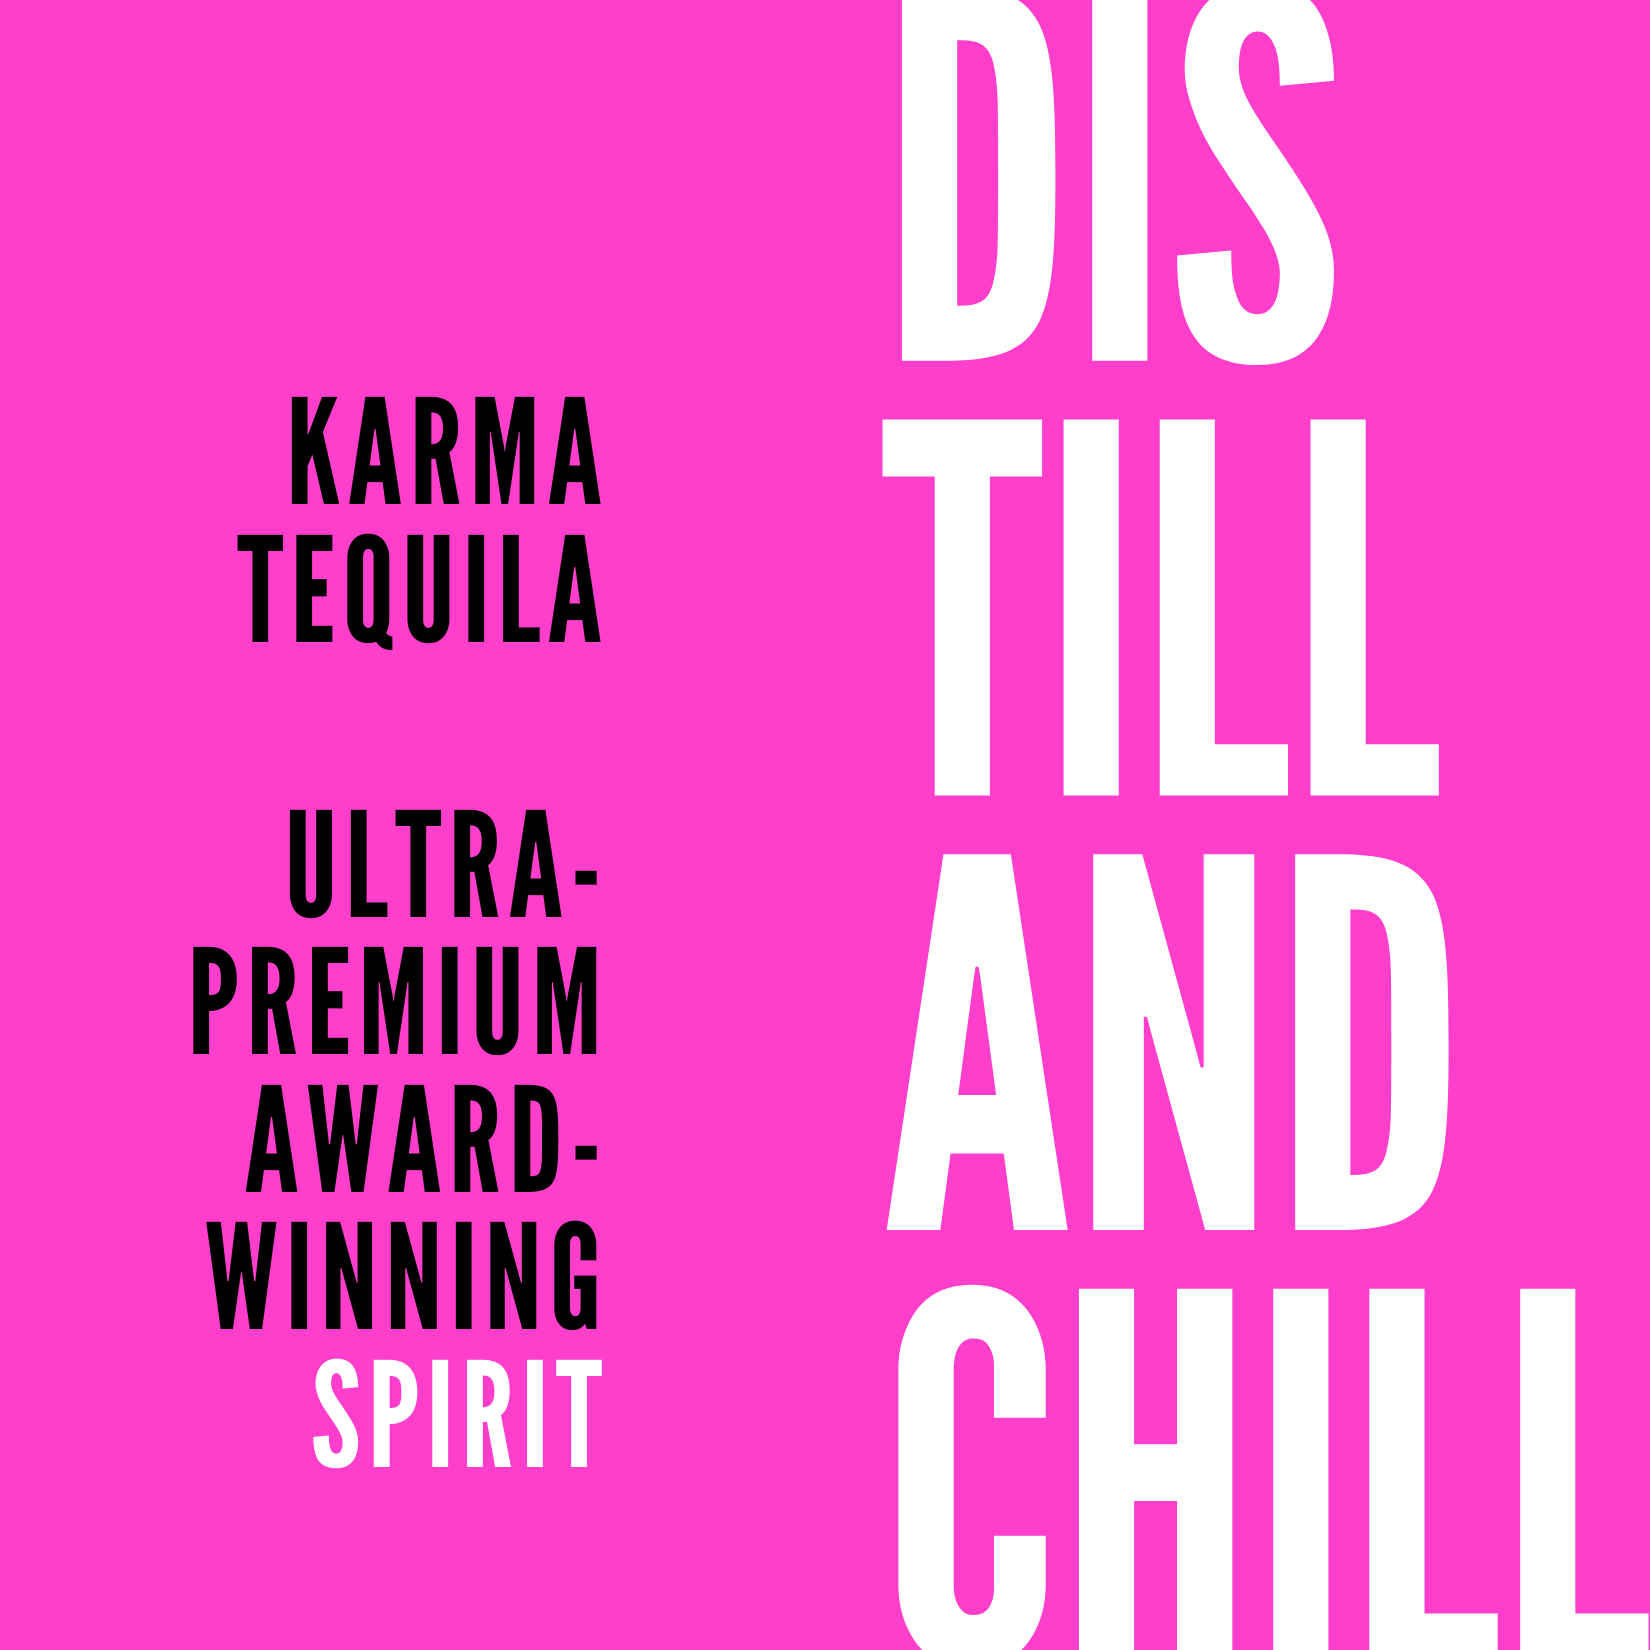 KARMA
TEQUILA
ULTRA-
PREMIUM
AWARD-
WINNING
SPIRIT
DIS
TILL
AND
CHILL